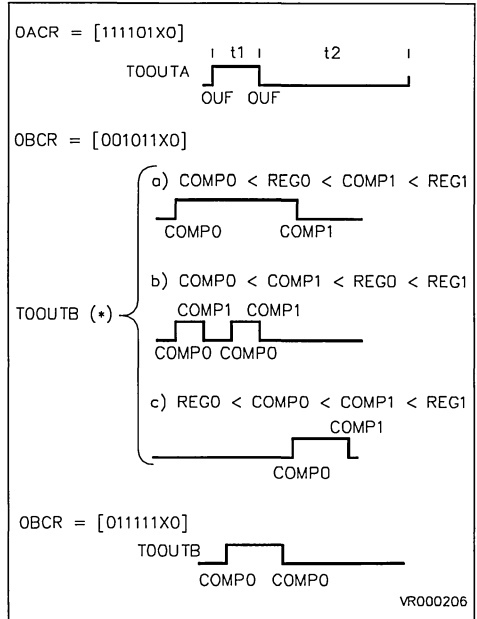 OACR = [111101X0]
t1 t2
TOOUTA
OUF OUF
OBCR = [001011X0]
a) COMP0 < REG0 < COMP1 < REG1
COMP0 COMP1
b) COMP0 < COMP1 < REG0 < REG1
COMP1 COMP1
TOOUTB (*)
COMP0 COMP0
c) REG0 < COMP0 < COMP1 < REG1
COMP1
COMP0
OBCR = [011111X0]
TOOUTB
COMP0 COMP0
VR000206